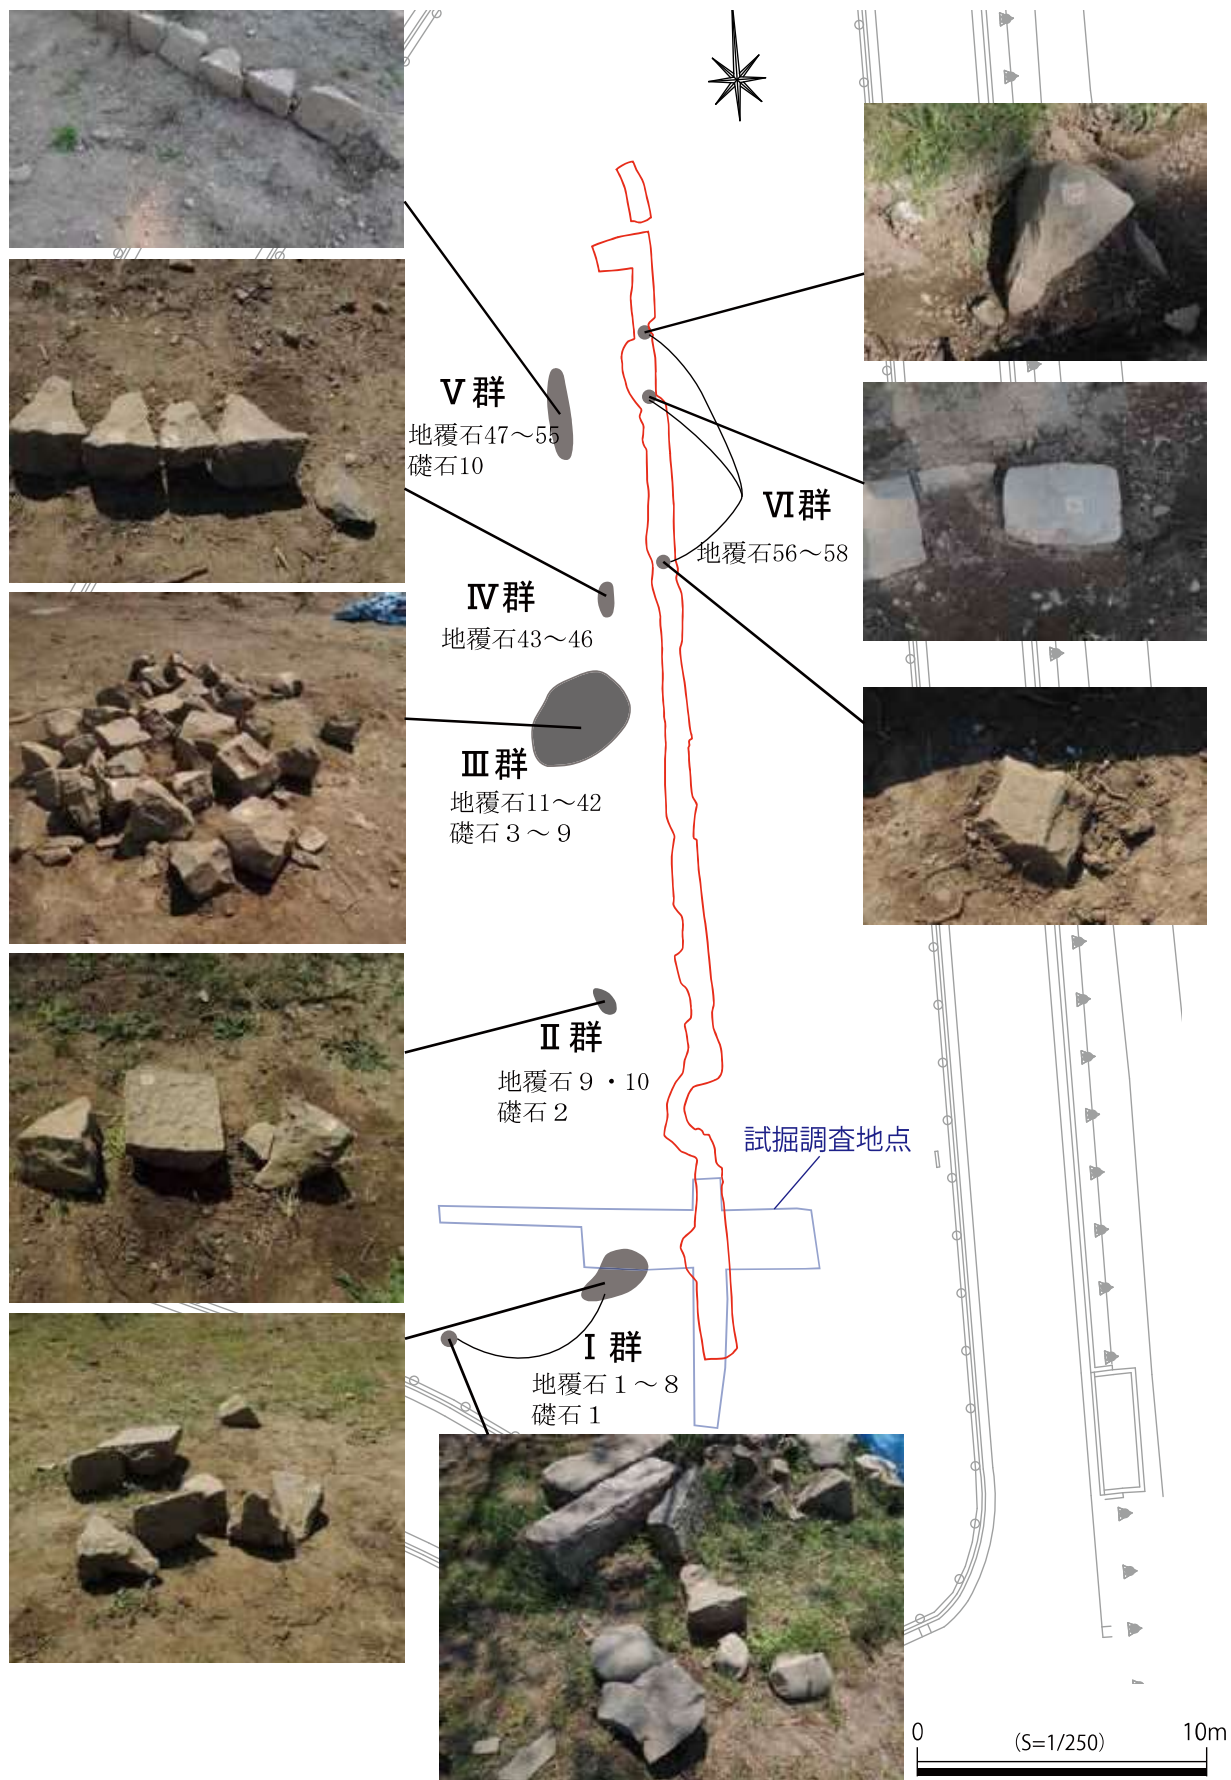 Ⅴ群
地覆石47～55
礎石10
Ⅵ群
地覆石56～58
Ⅳ群
地覆石43～46
Ⅲ群
地覆石11～42
礎石３～９
Ⅱ群
地覆石９・10
礎石２
試掘調査地点
Ⅰ群
地覆石１～８
礎石１
0
(S=1/250)
10m